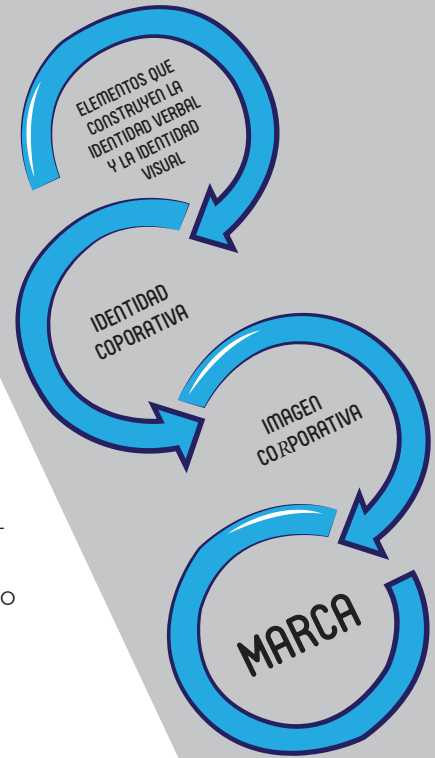 ELEMENTOS QUE
CONSTRUYEN LA
IDENTIDAD VERBAL
Y LA IDENTIDAD
VISUAL
IDENTIDAD
COPORATIVA
IMAGEN
CORPORATIVA
MARCA
-
O